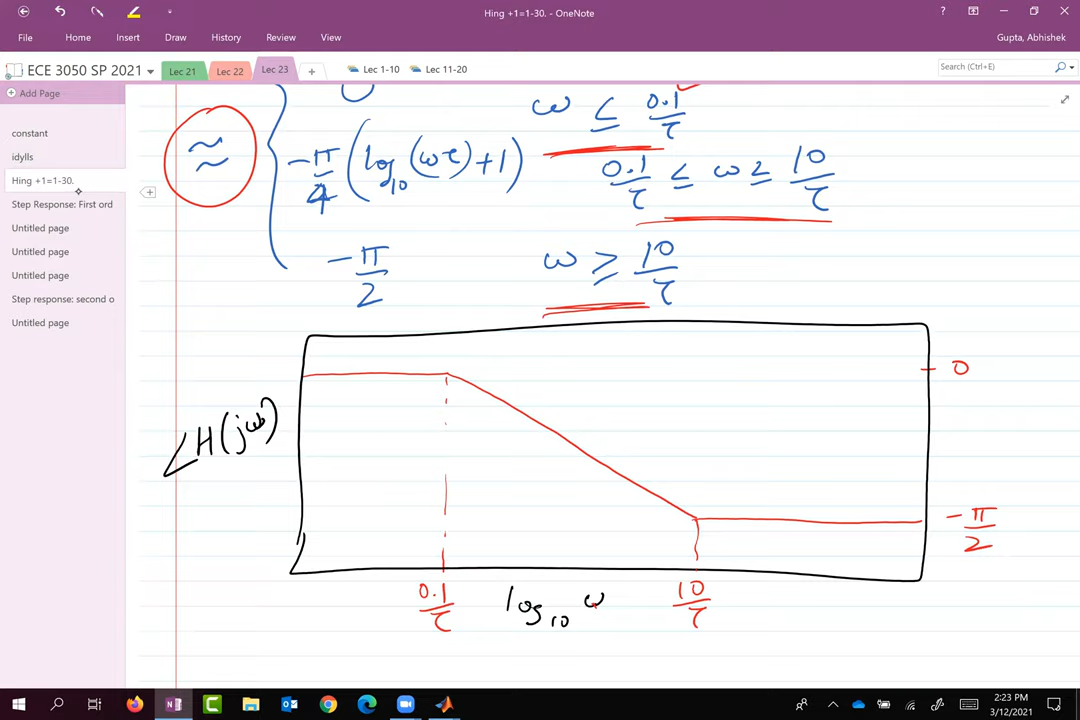 Hing +1=1-30. - OneNote
File
Home
Insert
Draw
History
Review
View
Gupta, Abhishek
ECE 3050 SP 2021
Lec 21
Lec 22
Lec 23
Lec 1-10
Lec 11-20
Search (Ctrl+E)
Add Page
constant
idylls
Hing +1=1-30.
Step Response: First ord
Untitled page
Untitled page
Untitled page
Step response: second o
Untitled page
≈ { 0 ω ≤ 0.1/τ
-π/4 (log10 (ωτ) + 1) 0.1/τ ≤ ω ≥ 10/τ
-π/2 ω ≥ 10/τ
0
∠H(jω)
-π/2
0.1/τ log10 ω 10/τ
2:23 PM
3/12/2021